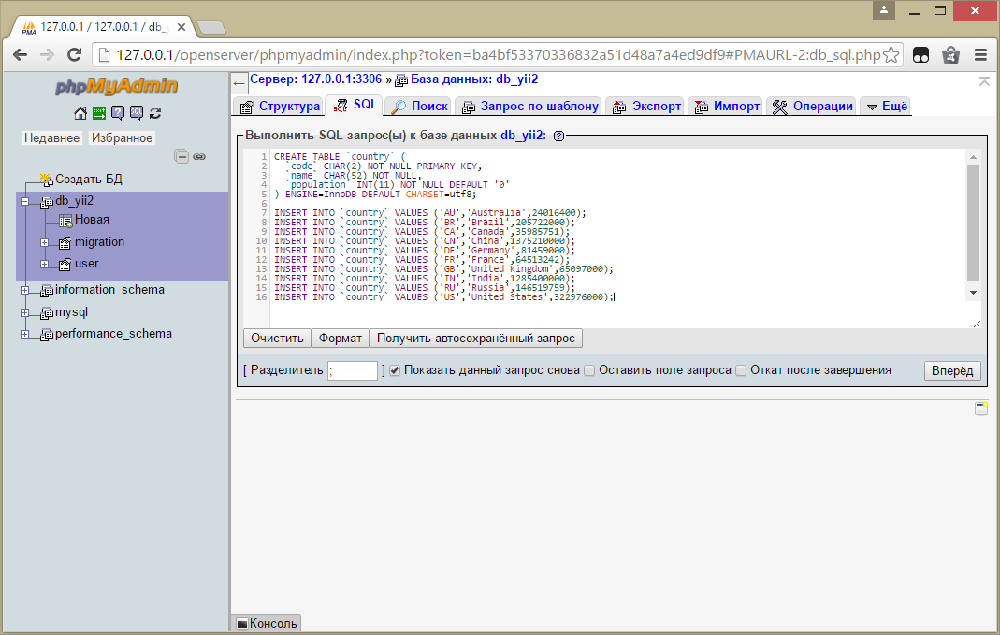 127.0.0.1 / 127.0.0.1 / db_
127.0.0.1/openserver/phpmyadmin/index.php?token=ba4bf53370336832a51d48a7a4ed9df9#PMAURL-2:db_sql.php
phpMyAdmin
Недавнее Избранное
Создать БД
db_yii2
Новая
migration
user
information_schema
mysql
performance_schema
Сервер: 127.0.0.1:3306 » База данных: db_yii2
Структура SQL Поиск Запрос по шаблону Экспорт Импорт Операции Ещё
Выполнить SQL-запрос(ы) к базе данных db_yii2:
1 CREATE TABLE `country` (
2 `code` CHAR(2) NOT NULL PRIMARY KEY,
3 `name` CHAR(52) NOT NULL,
4 `population` INT(11) NOT NULL DEFAULT '0'
5 ) ENGINE=InnoDB DEFAULT CHARSET=utf8;
6
7 INSERT INTO `country` VALUES ('AU','Australia',24016400);
8 INSERT INTO `country` VALUES ('BR','Brazil',205722000);
9 INSERT INTO `country` VALUES ('CA','Canada',35985751);
10 INSERT INTO `country` VALUES ('CN','China',1375210000);
11 INSERT INTO `country` VALUES ('DE','Germany',81459000);
12 INSERT INTO `country` VALUES ('FR','France',64513242);
13 INSERT INTO `country` VALUES ('GB','United Kingdom',65097000);
14 INSERT INTO `country` VALUES ('IN','India',1285400000);
15 INSERT INTO `country` VALUES ('RU','Russia',146519759);
16 INSERT INTO `country` VALUES ('US','United States',322976000);
Очистить Формат Получить автосохранённый запрос
[ Разделитель ; ] Показать данный запрос снова Оставить поле запроса Откат после завершения Вперёд
Консоль